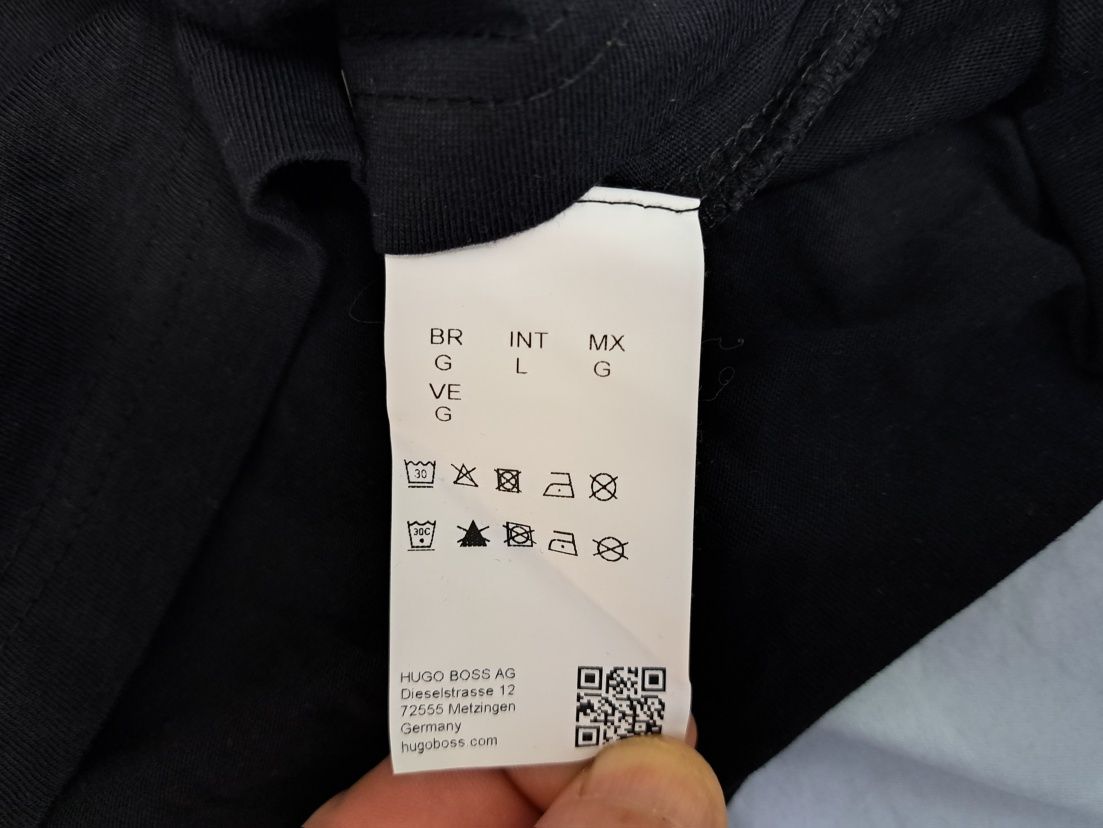 BR INT MX
G L G
VE
G
30
30C
HUGO BOSS AG
Dieselstrasse 12
72555 Metzingen
Germany
hugoboss.com